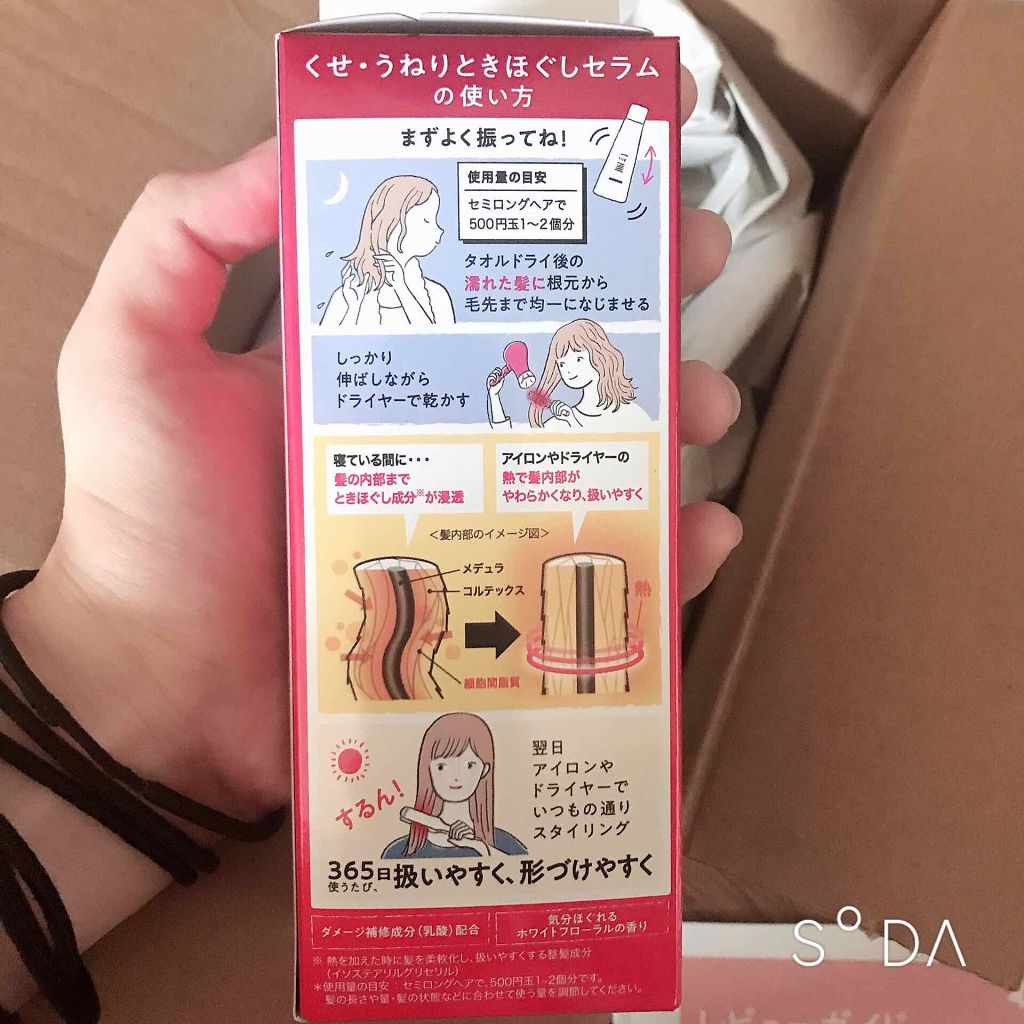 くせ・うねりときほぐしセラム
の使い方
まずよく振ってね!
使用量の目安
セミロングヘアで
500円玉1〜2個分
タオルドライ後の
濡れた髪に根元から
毛先まで均一になじませる
しっかり
伸ばしながら
ドライヤーで乾かす
寝ている間に・・・
髪の内部まで
ときほぐし成分※が浸透
アイロンやドライヤーの
熱で髪内部が
やわらかくなり、扱いやすく
<髪内部のイメージ図>
メデュラ
コルテックス
熱
細胞間脂質
翌日
アイロンや
ドライヤーで
いつもの通り
スタイリング
するん!
365日
使うたび、
扱いやすく、形づけやすく
ダメージ補修成分(乳酸)配合
気分ほぐれる
ホワイトフローラルの香り
※ 熱を加えた時に髪を柔軟化し、扱いやすくする整髪成分
(イソステアリルグリセリル)
*使用量の目安 : セミロングヘアで、500円玉1~2個分です。
髪の長さや量・髪の状態などに合わせて使う量を調節してください。
レビューガイド
SODA